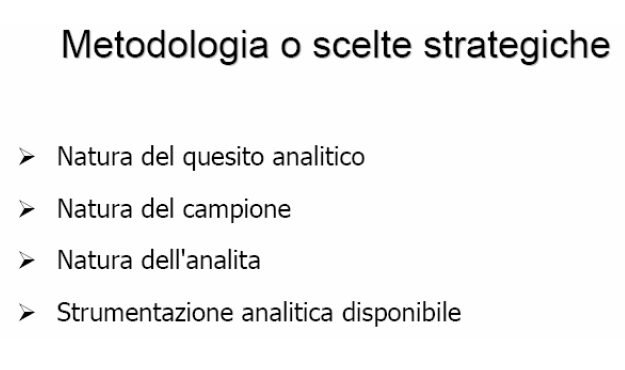 Metodologia o scelte strategiche
➢ Natura del quesito analitico
➢ Natura del campione
➢ Natura dell'analita
➢ Strumentazione analitica disponibile